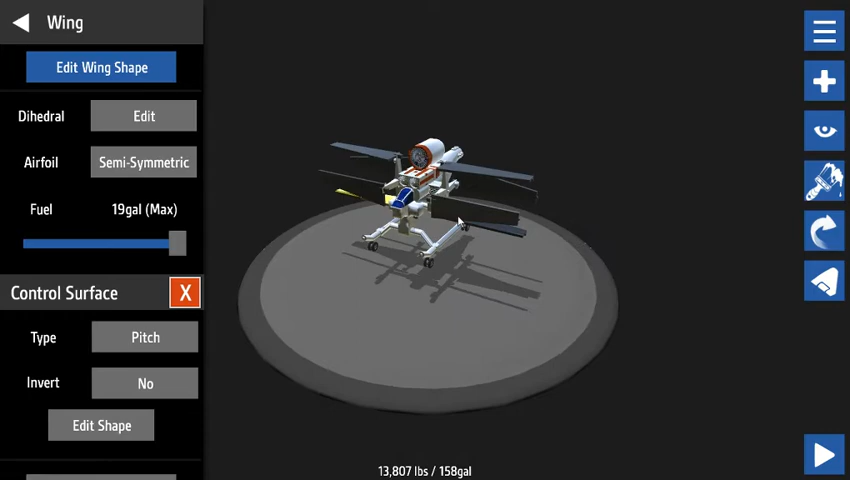 Wing
Edit Wing Shape
Dihedral Edit
Airfoil Semi-Symmetric
Fuel 19gal (Max)
Control Surface X
Type Pitch
Invert No
Edit Shape
13,807 lbs / 158gal